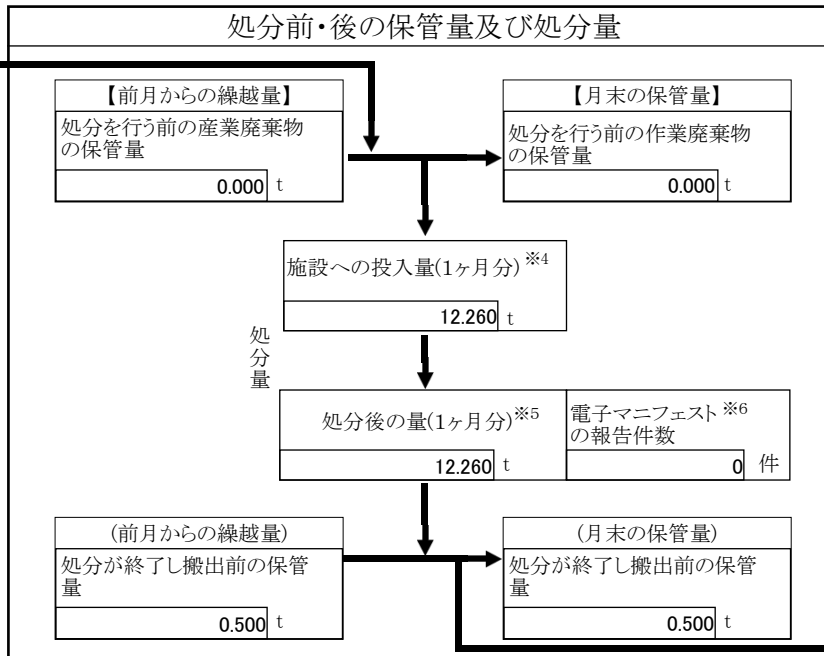 処分前・後の保管量及び処分量
【前月からの繰越量】
処分を行う前の産業廃棄物
の保管量
0.000 t
【月末の保管量】
処分を行う前の作業廃棄物
の保管量
0.000 t
施設への投入量(1ヶ月分)※4
12.260 t
処分量
処分後の量(1ヶ月分)※5
12.260 t
電子マニフェスト※6
の報告件数
0 件
(前月からの繰越量)
処分が終了し搬出前の保管
量
0.500 t
(月末の保管量)
処分が終了し搬出前の保管
量
0.500 t